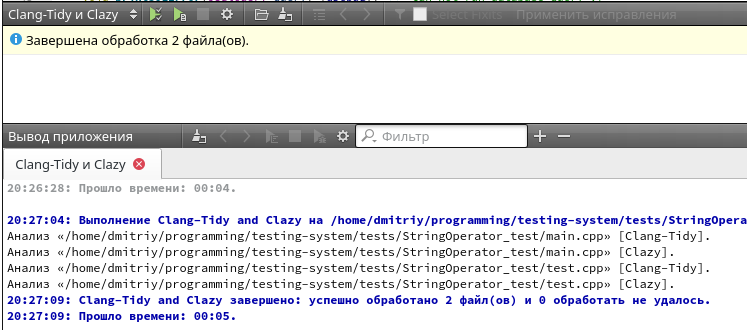 Clang-Tidy и Clazy Select Fixits Применить исправления
Завершена обработка 2 файла(ов).
Вывод приложения Фильтр
Clang-Tidy и Clazy
20:26:28: Прошло времени: 00:04.
20:27:04: Выполнение Clang-Tidy and Clazy на /home/dmitriy/programming/testing-system/tests/StringOpera
Анализ «/home/dmitriy/programming/testing-system/tests/StringOperator_test/main.cpp» [Clang-Tidy].
Анализ «/home/dmitriy/programming/testing-system/tests/StringOperator_test/main.cpp» [Clazy].
Анализ «/home/dmitriy/programming/testing-system/tests/StringOperator_test/test.cpp» [Clang-Tidy].
Анализ «/home/dmitriy/programming/testing-system/tests/StringOperator_test/test.cpp» [Clazy].
20:27:09: Clang-Tidy and Clazy завершено: успешно обработано 2 файл(ов) и 0 обработать не удалось.
20:27:09: Прошло времени: 00:05.